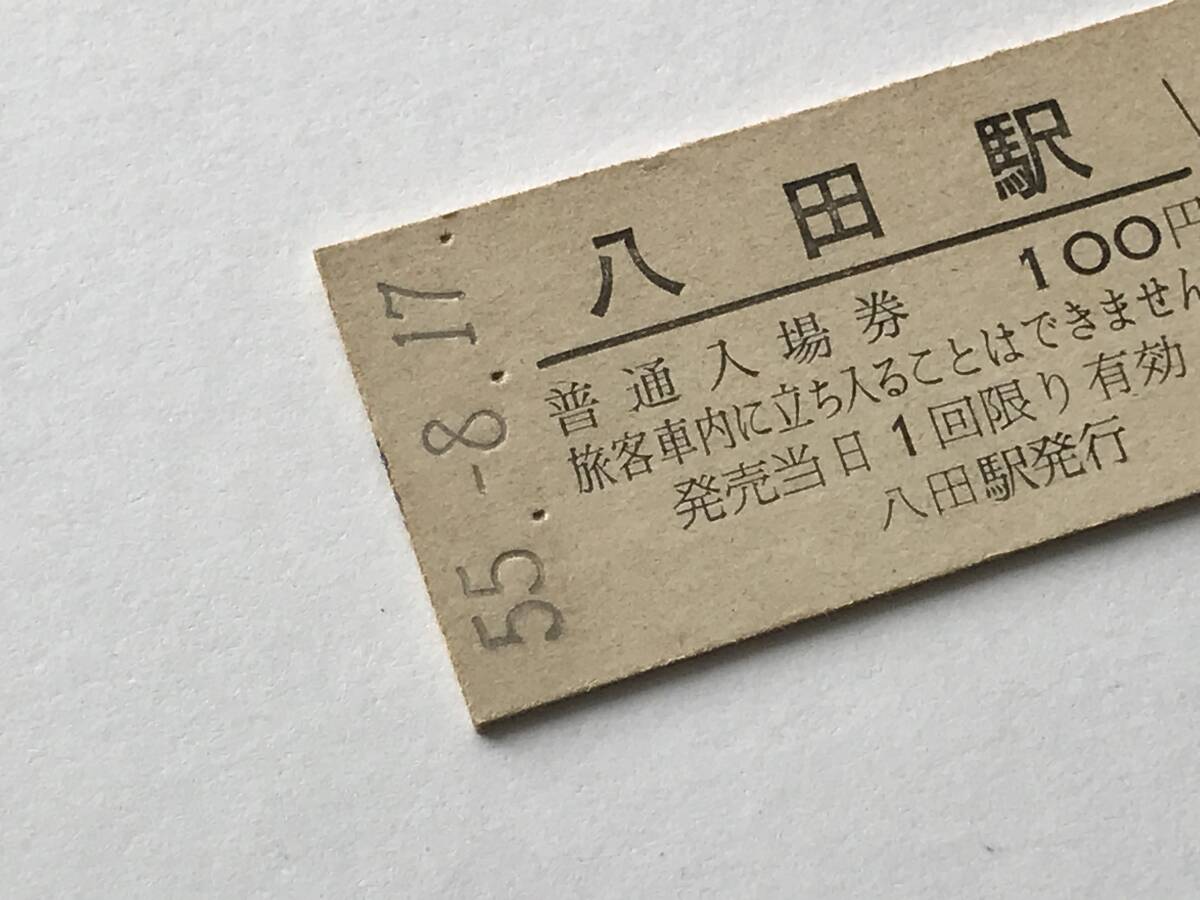 八田駅
100円
普通入場券
旅客車内に立ち入ることはできません
発売当日1回限り有効
八田駅発行
55.-8.17.